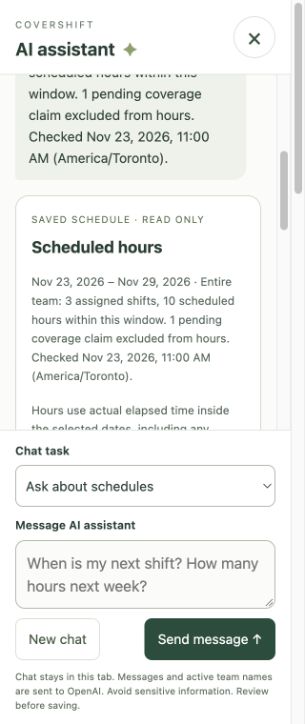 COVERSHIFT
AI assistant
scheduled hours within this
window. 1 pending coverage
claim excluded from hours.
Checked Nov 23, 2026, 11:00
AM (America/Toronto).
SAVED SCHEDULE · READ ONLY
Scheduled hours
Nov 23, 2026 – Nov 29, 2026 · Entire
team: 3 assigned shifts, 10 scheduled
hours within this window. 1 pending
coverage claim excluded from hours.
Checked Nov 23, 2026, 11:00 AM
(America/Toronto).
Hours use actual elapsed time inside
the selected dates, including any
Chat task
Ask about schedules
Message AI assistant
When is my next shift? How many
hours next week?
New chat
Send message ↑
Chat stays in this tab. Messages and active team names
are sent to OpenAI. Avoid sensitive information. Review
before saving.